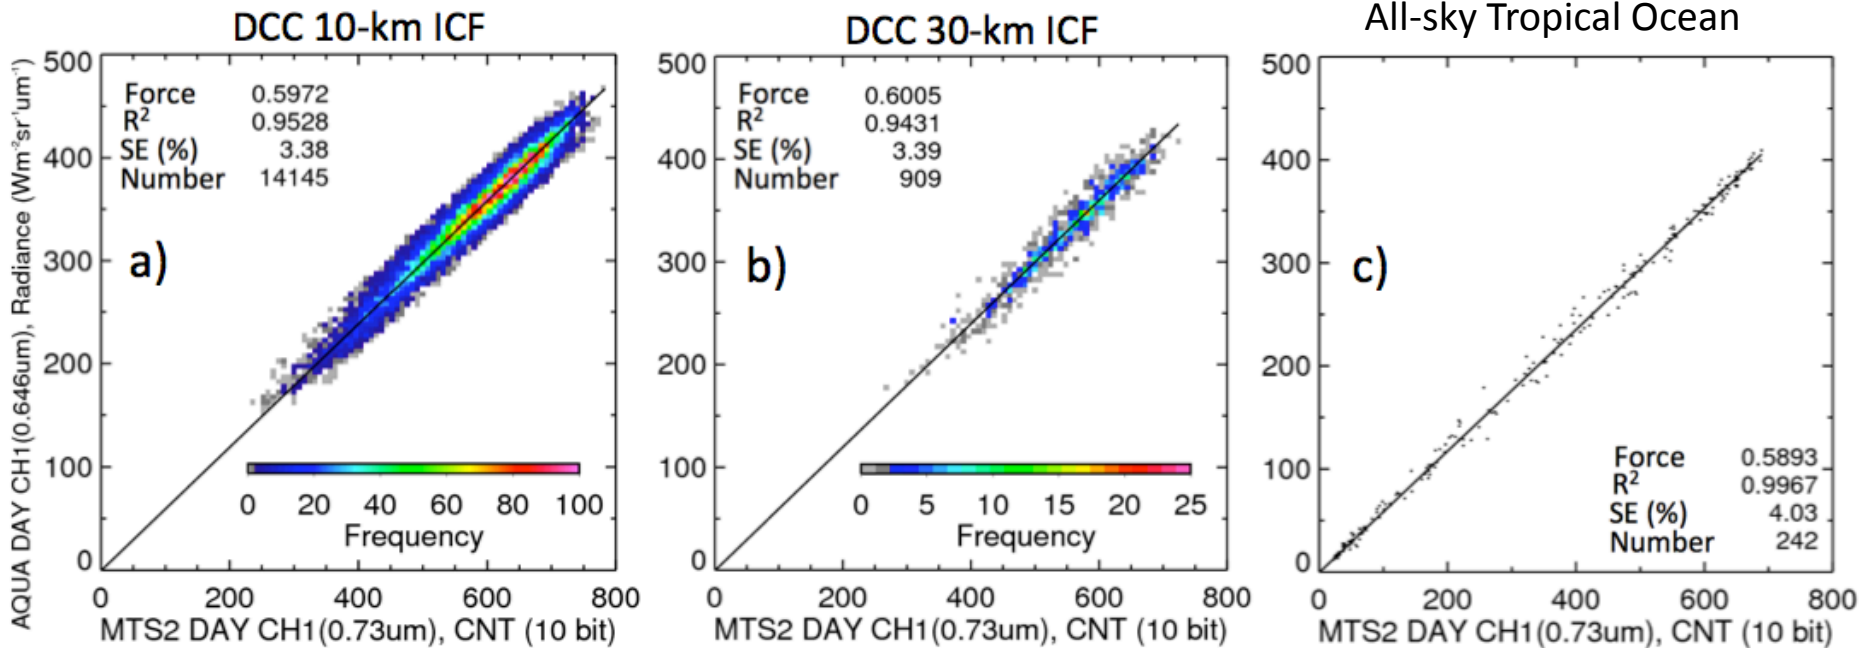 DCC 10-km ICF
AQUA DAY CH1(0.646um), Radiance (Wm⁻²sr⁻¹um⁻¹)
500
400
300
200
100
0
Force 0.5972
R² 0.9528
SE (%) 3.38
Number 14145
a)
0 20 40 60 80 100
Frequency
0 200 400 600 800
MTS2 DAY CH1(0.73um), CNT (10 bit)
DCC 30-km ICF
500
400
300
200
100
0
Force 0.6005
R² 0.9431
SE (%) 3.39
Number 909
b)
0 5 10 15 20 25
Frequency
0 200 400 600 800
MTS2 DAY CH1(0.73um), CNT (10 bit)
All-sky Tropical Ocean
500
400
300
200
100
0
c)
Force 0.5893
R² 0.9967
SE (%) 4.03
Number 242
0 200 400 600 800
MTS2 DAY CH1(0.73um), CNT (10 bit)